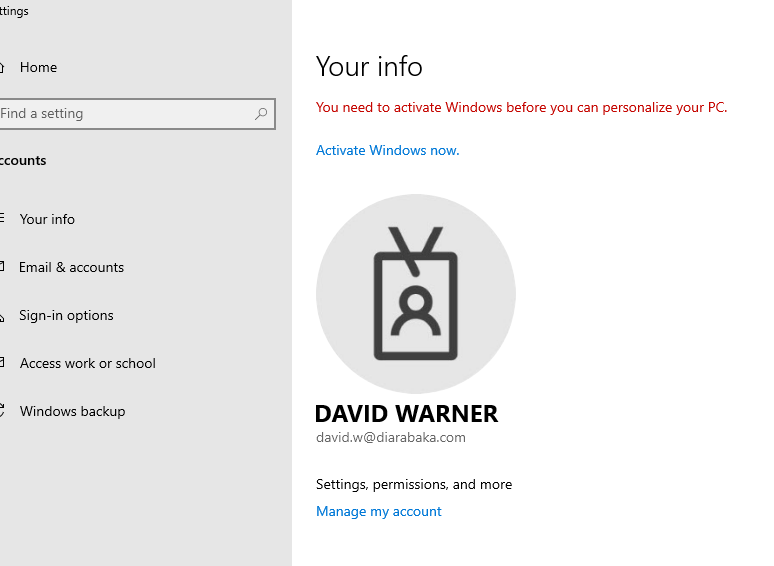 ttings
Home
Find a setting
ccounts
Your info
Email & accounts
Sign-in options
Access work or school
Windows backup
Your info
You need to activate Windows before you can personalize your PC.
Activate Windows now.
DAVID WARNER
david.w@diarabaka.com
Settings, permissions, and more
Manage my account